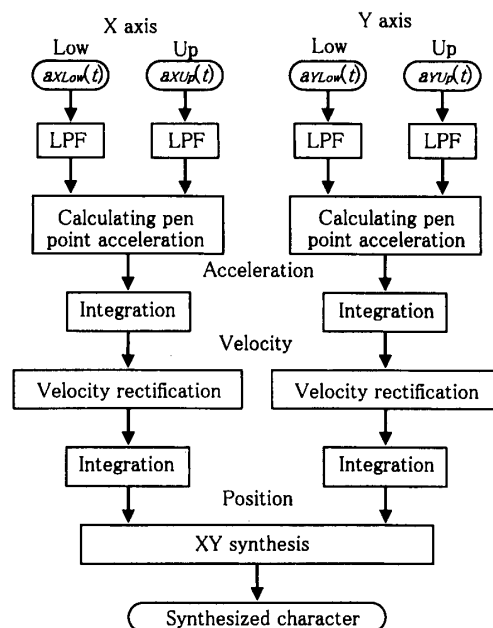 X axis Y axis
Low Up Low Up
aXLow(t) aXUp(t) aYLow(t) aYUp(t)
LPF LPF LPF LPF
Calculating pen point acceleration
Calculating pen point acceleration
Acceleration
Integration Integration
Velocity
Velocity rectification Velocity rectification
Integration Integration
Position
XY synthesis
Synthesized character